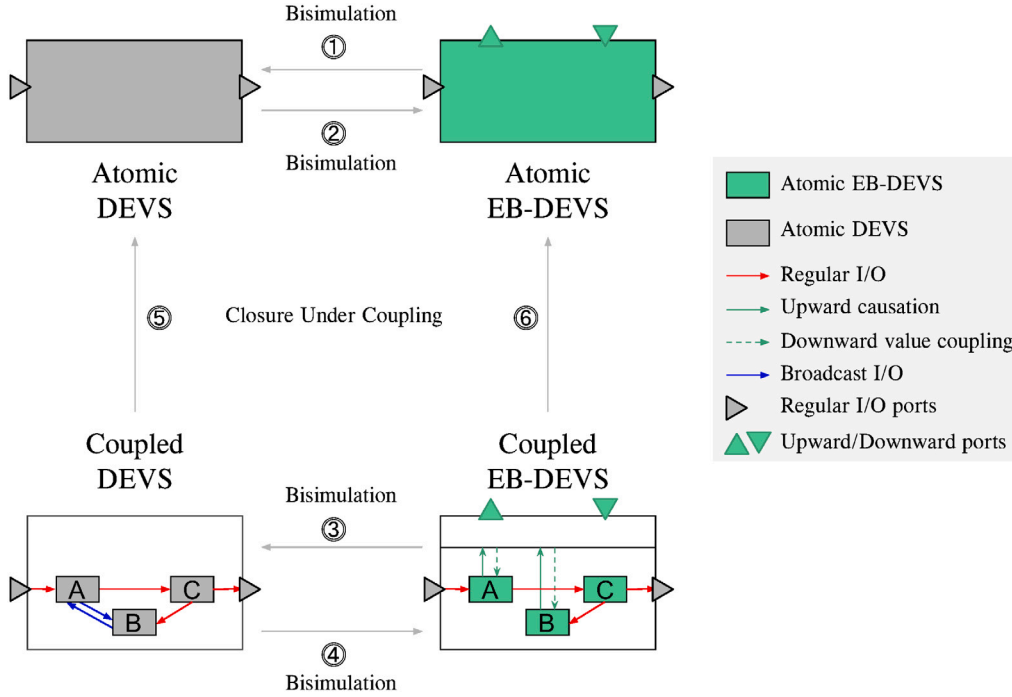 Bisimulation
①
②
Bisimulation
Atomic
DEVS
Atomic
EB-DEVS
⑤
Closure Under Coupling
⑥
Coupled
DEVS
Coupled
EB-DEVS
Bisimulation
③
A
C
B
A
C
B
④
Bisimulation
Atomic EB-DEVS
Atomic DEVS
Regular I/O
Upward causation
Downward value coupling
Broadcast I/O
Regular I/O ports
Upward/Downward ports